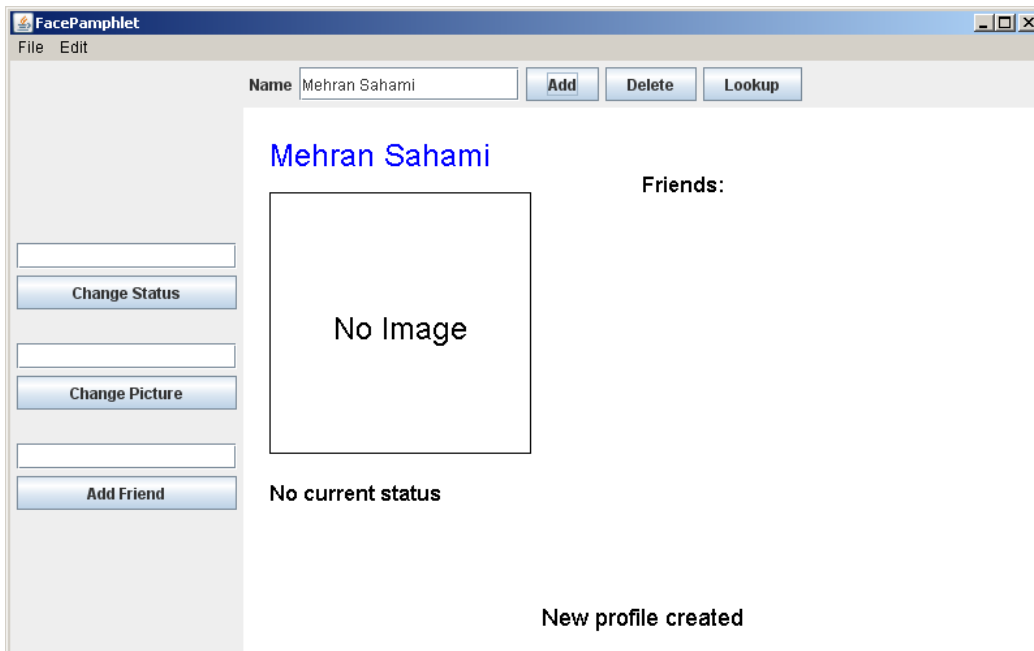 FacePamphlet
File Edit
Name Mehran Sahami Add Delete Lookup
Mehran Sahami
Friends:
Change Status
No Image
Change Picture
Add Friend
No current status
New profile created